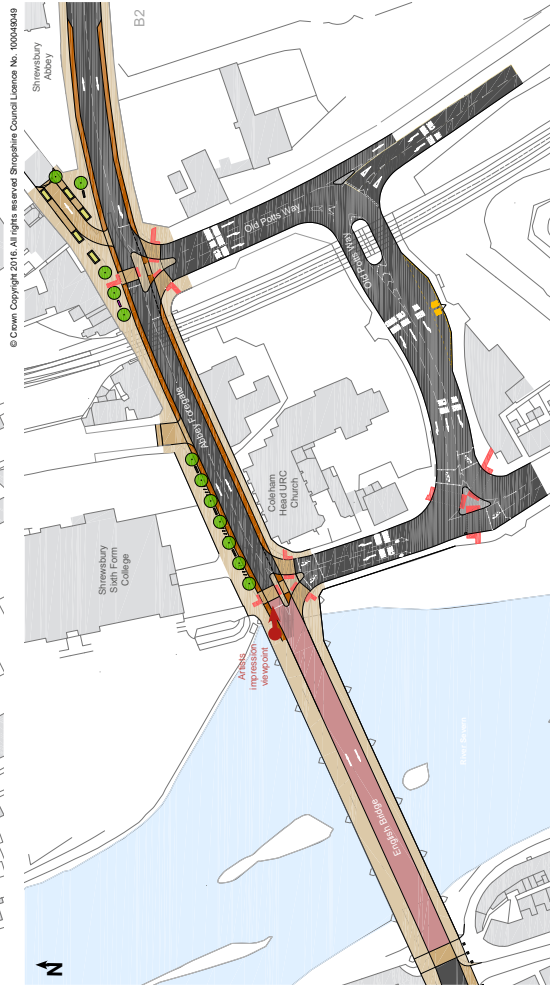 © Crown Copyright 2016. All rights reserved Shropshire Council Licence No. 100049049
B2
Shrewsbury
Abbey
Old Potts Way
Old Potts Way
Abbey Foregate
Coleham
Head URC
Church
Shrewsbury
Sixth Form
College
Artists
impression
viewpoint
River Severn
English Bridge
N